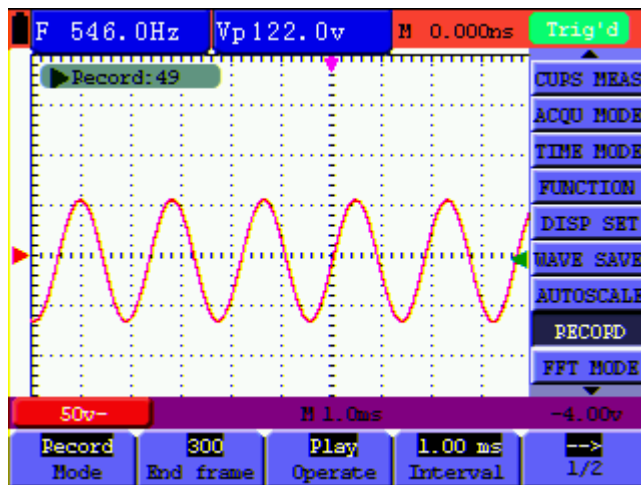 F 546.0Hz Vp122.0v M 0.000ns Trig'd
Record:49
CURS MEAS
ACQU MODE
TIME MODE
FUNCTION
DISP SET
WAVE SAVE
AUTOSCALE
RECORD
FFT MODE
50v- M 1.0ms -4.00v
Record 300 Play 1.00 ms -->
Mode End frame Operate Interval 1/2